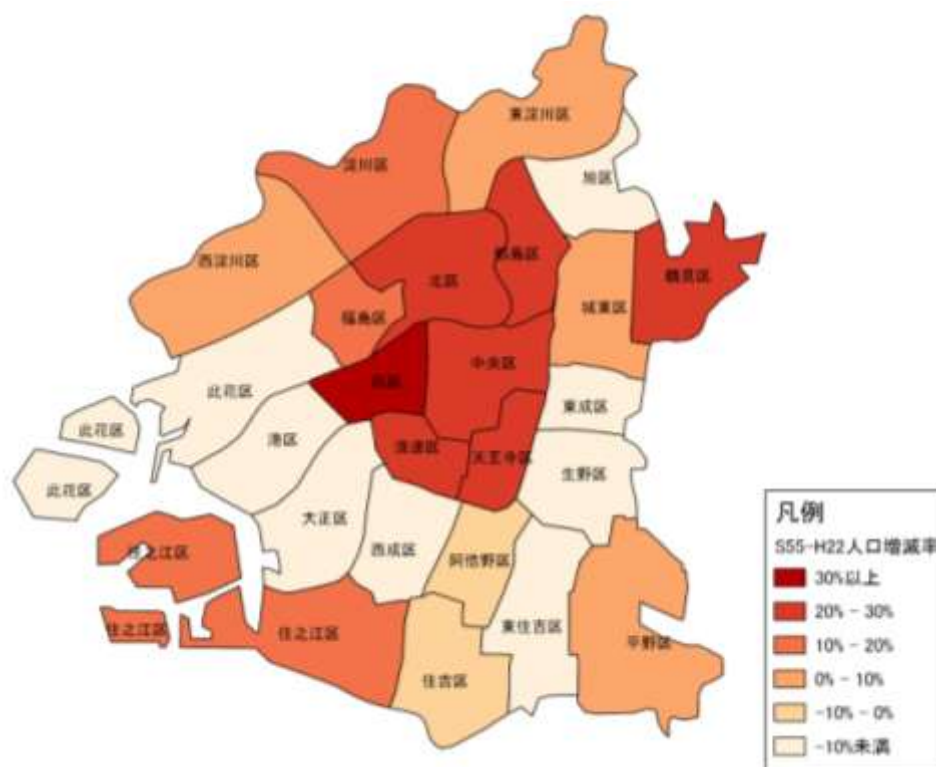 東淀川区
淀川区
旭区
西淀川区
北区
都島区
鶴見区
福島区
城東区
西区
中央区
此花区
東成区
此花区
港区
浪速区
天王寺区
生野区
此花区
大正区
西成区
阿倍野区
住之江区
住之江区
住之江区
東住吉区
平野区
住吉区
凡例
S55-H22人口増減率
30%以上
20% - 30%
10% - 20%
0% - 10%
-10% - 0%
-10%未満